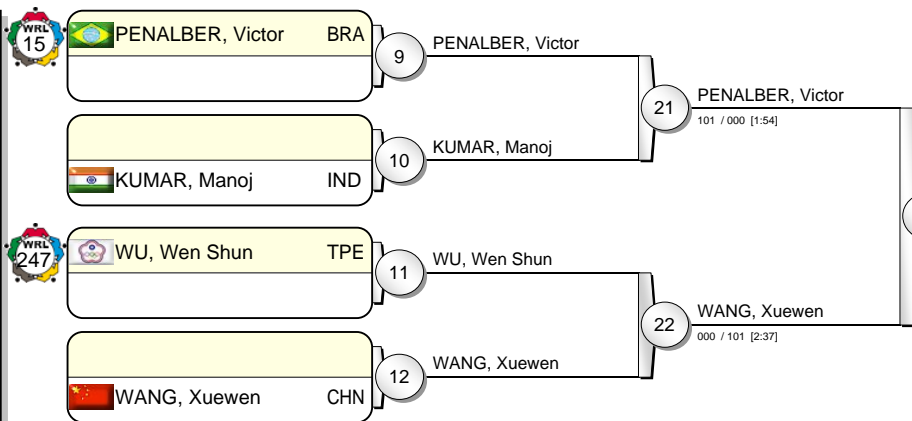 WRL
15
PENALBER, Victor BRA
9
PENALBER, Victor
21
PENALBER, Victor
101 / 000 [1:54]
10
KUMAR, Manoj
KUMAR, Manoj IND
WRL
247
WU, Wen Shun TPE
11
WU, Wen Shun
22
WANG, Xuewen
000 / 101 [2:37]
12
WANG, Xuewen
WANG, Xuewen CHN